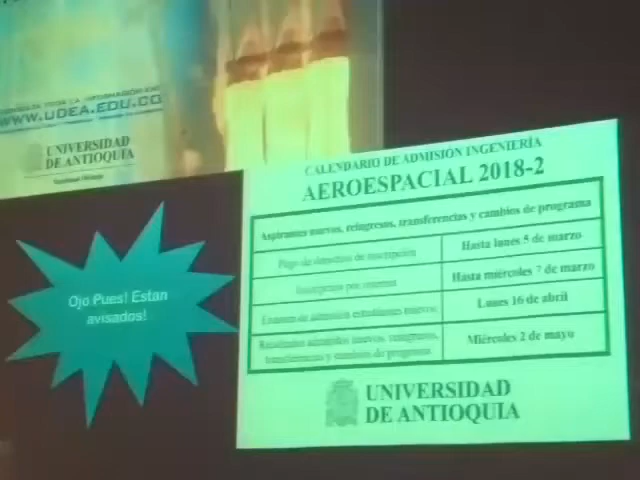 CONSULTA TODA LA INFORMACIÓN EN:
WWW.UDEA.EDU.CO
UNIVERSIDAD
DE ANTIOQUIA
Ojo Pues! Estan
avisados!
CALENDARIO DE ADMISIÓN INGENIERÍA
AEROESPACIAL 2018-2
Aspirantes nuevos, reingresos, transferencias y cambios de programa
Pago de derechos de inscripción
Hasta lunes 5 de marzo
Inscripción por internet
Hasta miércoles 7 de marzo
Examen de admisión estudiantes nuevos
Lunes 16 de abril
Resultados admitidos nuevos, reingresos,
transferencias y cambios de programa
Miércoles 2 de mayo
UNIVERSIDAD
DE ANTIOQUIA